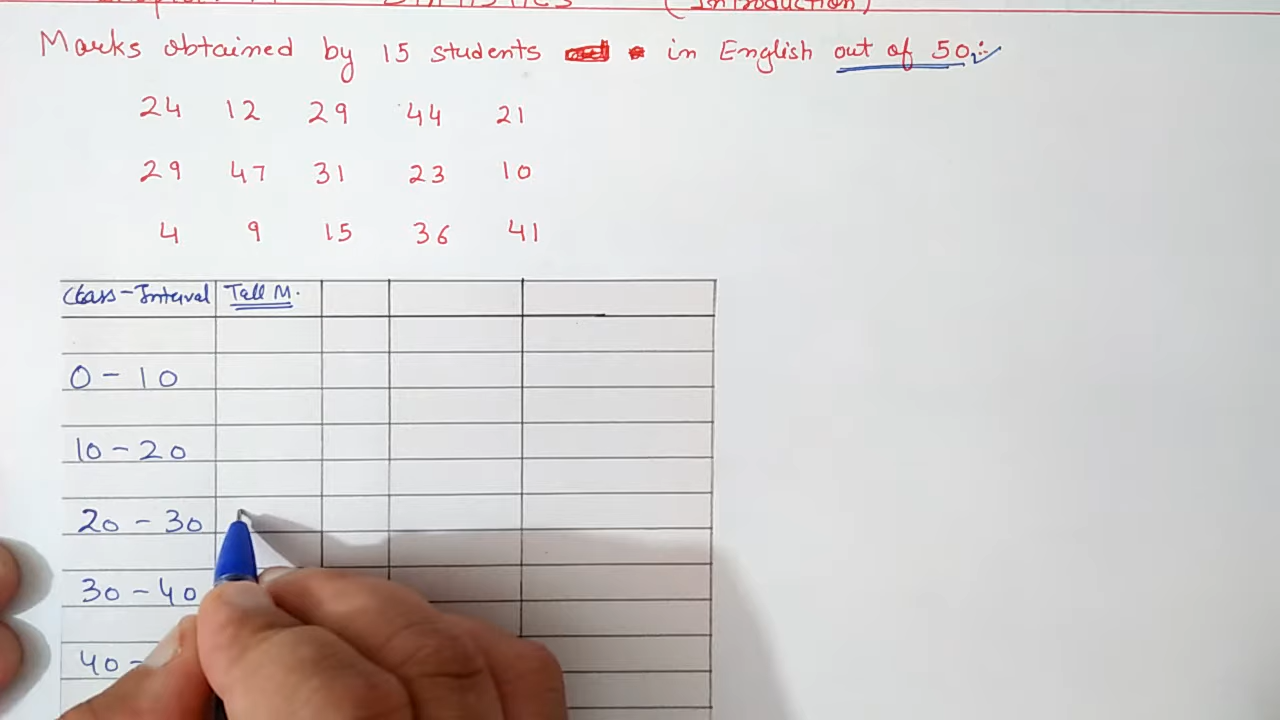 (Introduction)
Marks obtained by 15 students in English out of 50:-
24 12 29 44 21
29 47 31 23 10
4 9 15 36 41
Class-Interval Tall M.
0 - 10
10 - 20
20 - 30
30 - 40
40 -